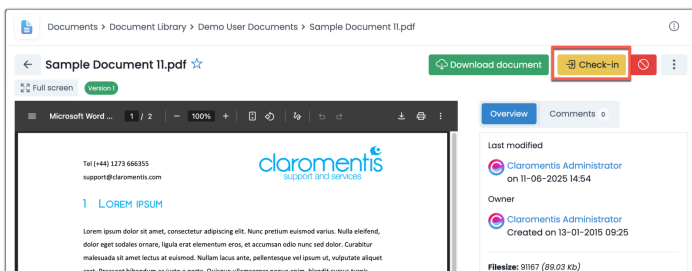 Documents > Document Library > Demo User Documents > Sample Document 11.pdf
Sample Document 11.pdf
Download document
Check-in
Full screen
Version 1
Microsoft Word ...
1 / 2
100%
Overview
Comments 0
Tel (+44) 1273 666355
support@claromentis.com
claromentis
support and services
1 LOREM IPSUM
Lorem ipsum dolor sit amet, consectetur adipiscing elit. Nunc pretium euismod varius. Nulla eleifend,
dolor eget sodales ornare, ligula erat elementum eros, et accumsan odio nunc sed dolor. Curabitur
malesuada sit amet lectus at euismod. Nullam lacus ante, pellentesque vel ipsum ut, vulputate aliquet
Last modified
Claromentis Administrator
on 11-06-2025 14:54
Owner
Claromentis Administrator
Created on 13-01-2015 09:25
Filesize: 91167 (89.03 Kb)